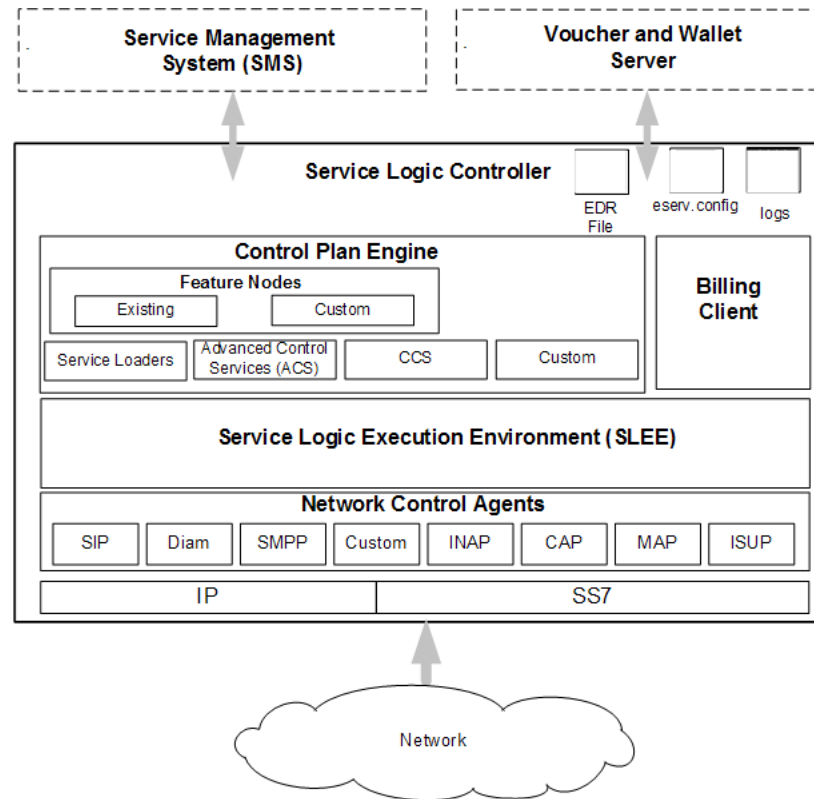 Service Management
System (SMS)
Voucher and Wallet
Server
Service Logic Controller
EDR
File
eserv.config
logs
Control Plan Engine
Feature Nodes
Existing
Custom
Service Loaders
Advanced Control
Services (ACS)
CCS
Custom
Billing
Client
Service Logic Execution Environment (SLEE)
Network Control Agents
SIP
Diam
SMPP
Custom
INAP
CAP
MAP
ISUP
IP
SS7
Network